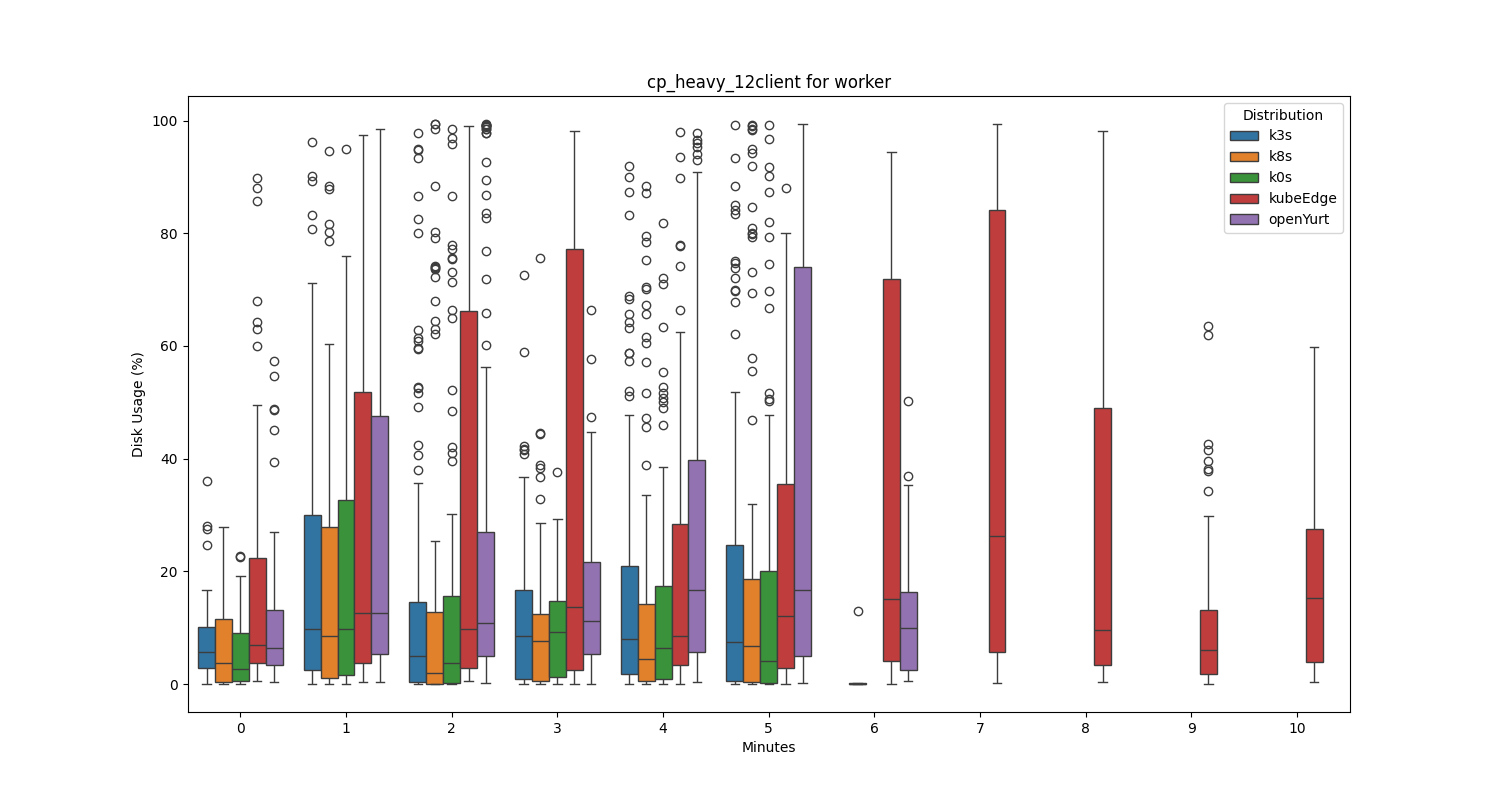 cp_heavy_12client for worker
Distribution
k3s
k8s
k0s
kubeEdge
openYurt
Disk Usage (%)
100
80
60
40
20
0
0 1 2 3 4 5 6 7 8 9 10
Minutes